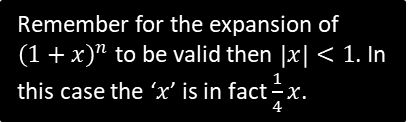 Remember for the expansion of
(1 + 𝑥)ⁿ to be valid then |𝑥| < 1. In
this case the ‘𝑥’ is in fact ¼𝑥.